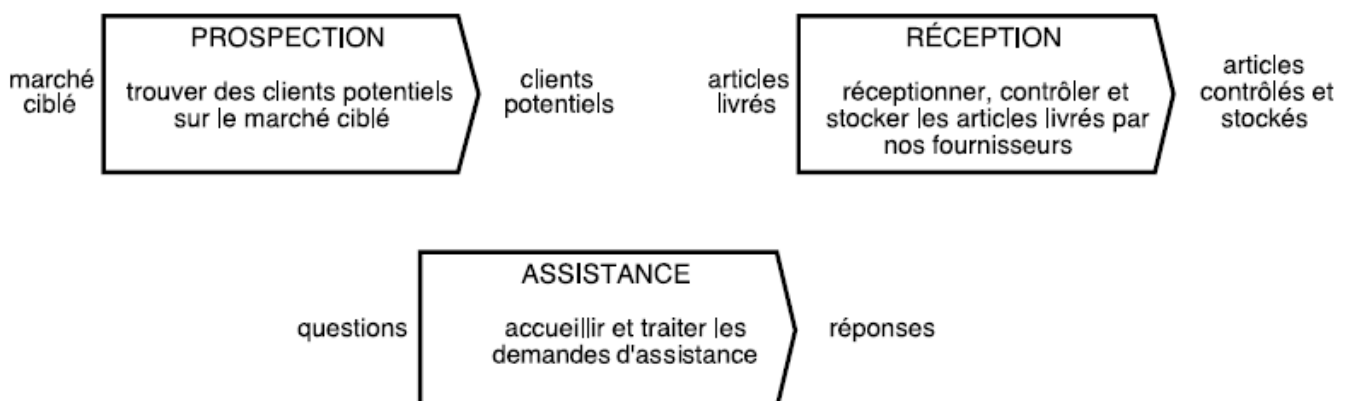 PROSPECTION
marché
ciblé
trouver des clients potentiels
sur le marché ciblé
clients
potentiels
RÉCEPTION
articles
livrés
réceptionner, contrôler et
stocker les articles livrés par
nos fournisseurs
articles
contrôlés et
stockés
ASSISTANCE
questions
accueillir et traiter les
demandes d'assistance
réponses